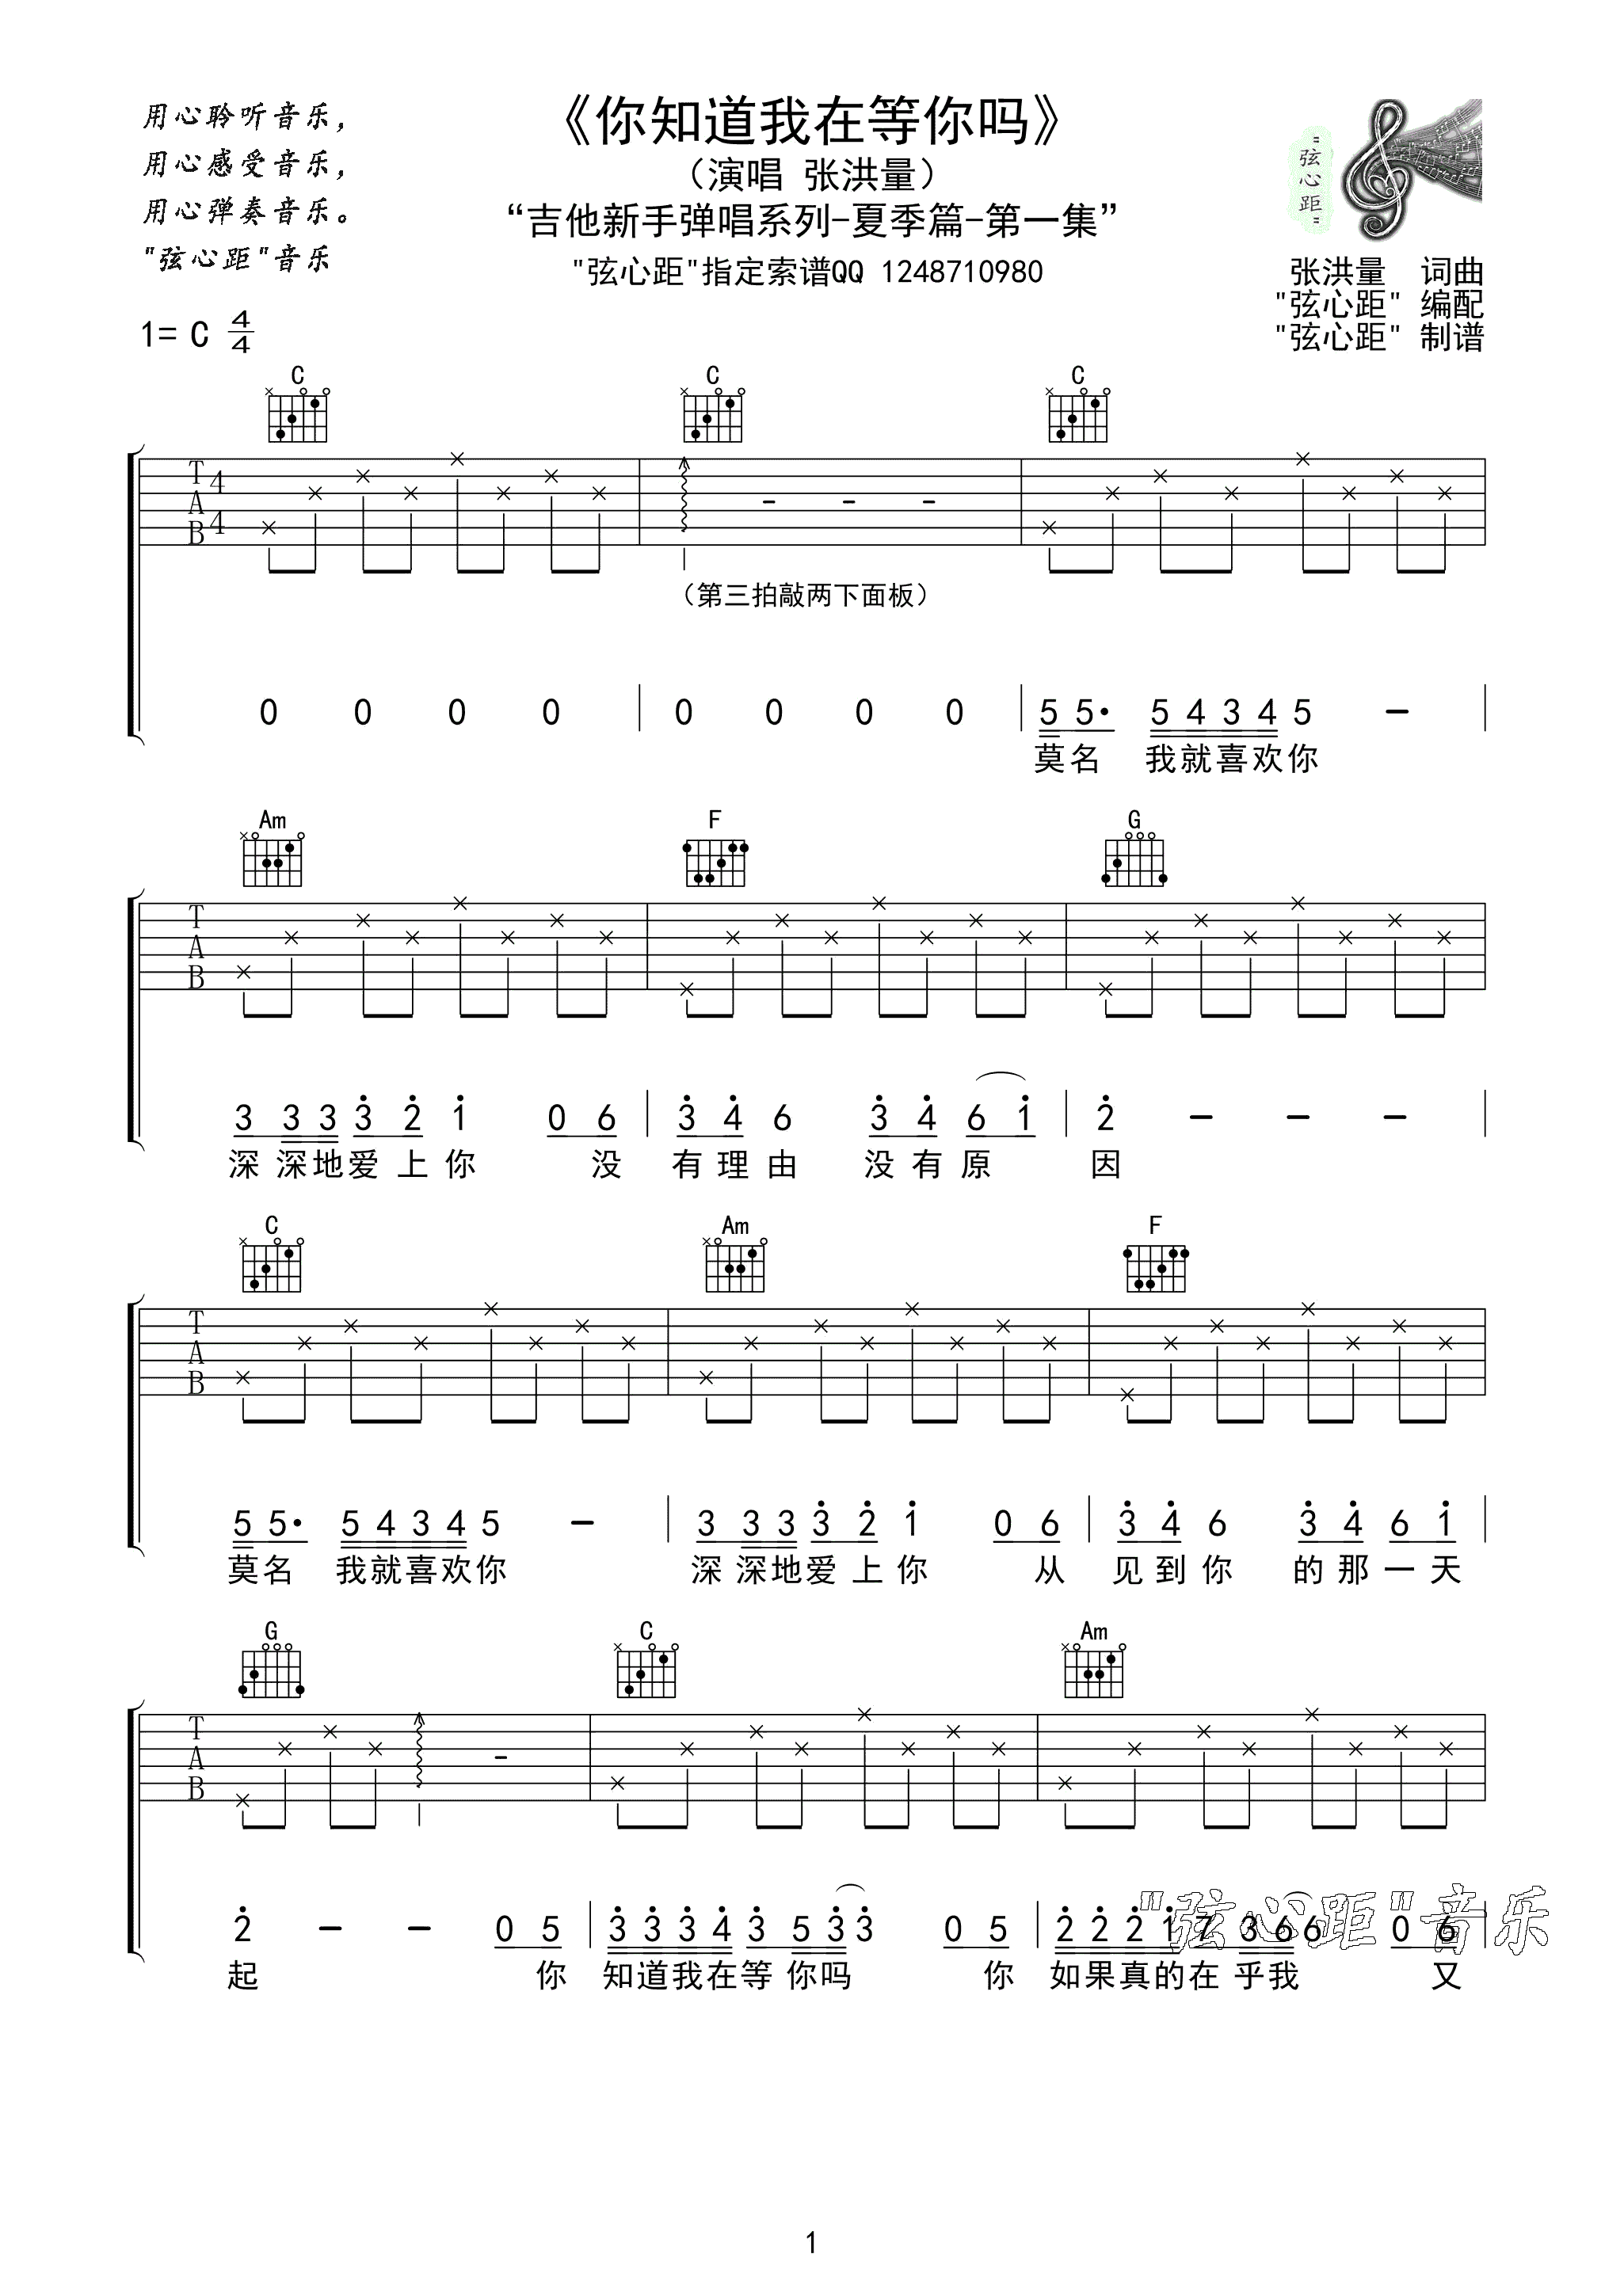 用心聆听音乐，
用心感受音乐，
用心弹奏音乐。
"弦心距"音乐
《你知道我在等你吗》
（演唱 张洪量）
“吉他新手弹唱系列-夏季篇-第一集”
"弦心距"指定索谱QQ 1248710980
"弦心距"
张洪量 词曲
"弦心距" 编配
"弦心距" 制谱
1= C 4/4
C C C
T A B 4/4
（第三拍敲两下面板）
0 0 0 0 | 0 0 0 0 | 5 5· 5 4 3 4 5 − |
莫名 我就喜欢你
Am F G
T A B
3 3 3 3̇ 2̇ 1̇ 0 6 | 3̇ 4̇ 6 3̇ 4̇ 6 1̇ | 2̇ − − − |
深 深地爱上你 没 有理由 没有原 因
C Am F
T A B
5 5· 5 4 3 4 5 − | 3 3 3 3̇ 2̇ 1̇ 0 6 | 3̇ 4̇ 6 3̇ 4̇ 6 1̇ |
莫名 我就喜欢你 深 深地爱上你 从 见到你 的那一天
G C Am
T A B
2̇ − − 0 5 | 3̇ 3̇ 3̇ 4̇ 3̇ 5 3̇ 3̇ 0 5 | 2̇ 2̇ 2̇ 1̇ 7 3 6 6 0 6 |
起 你 知道我在等 你吗 你 如果真的在 乎我 又
"弦心距"音乐
1